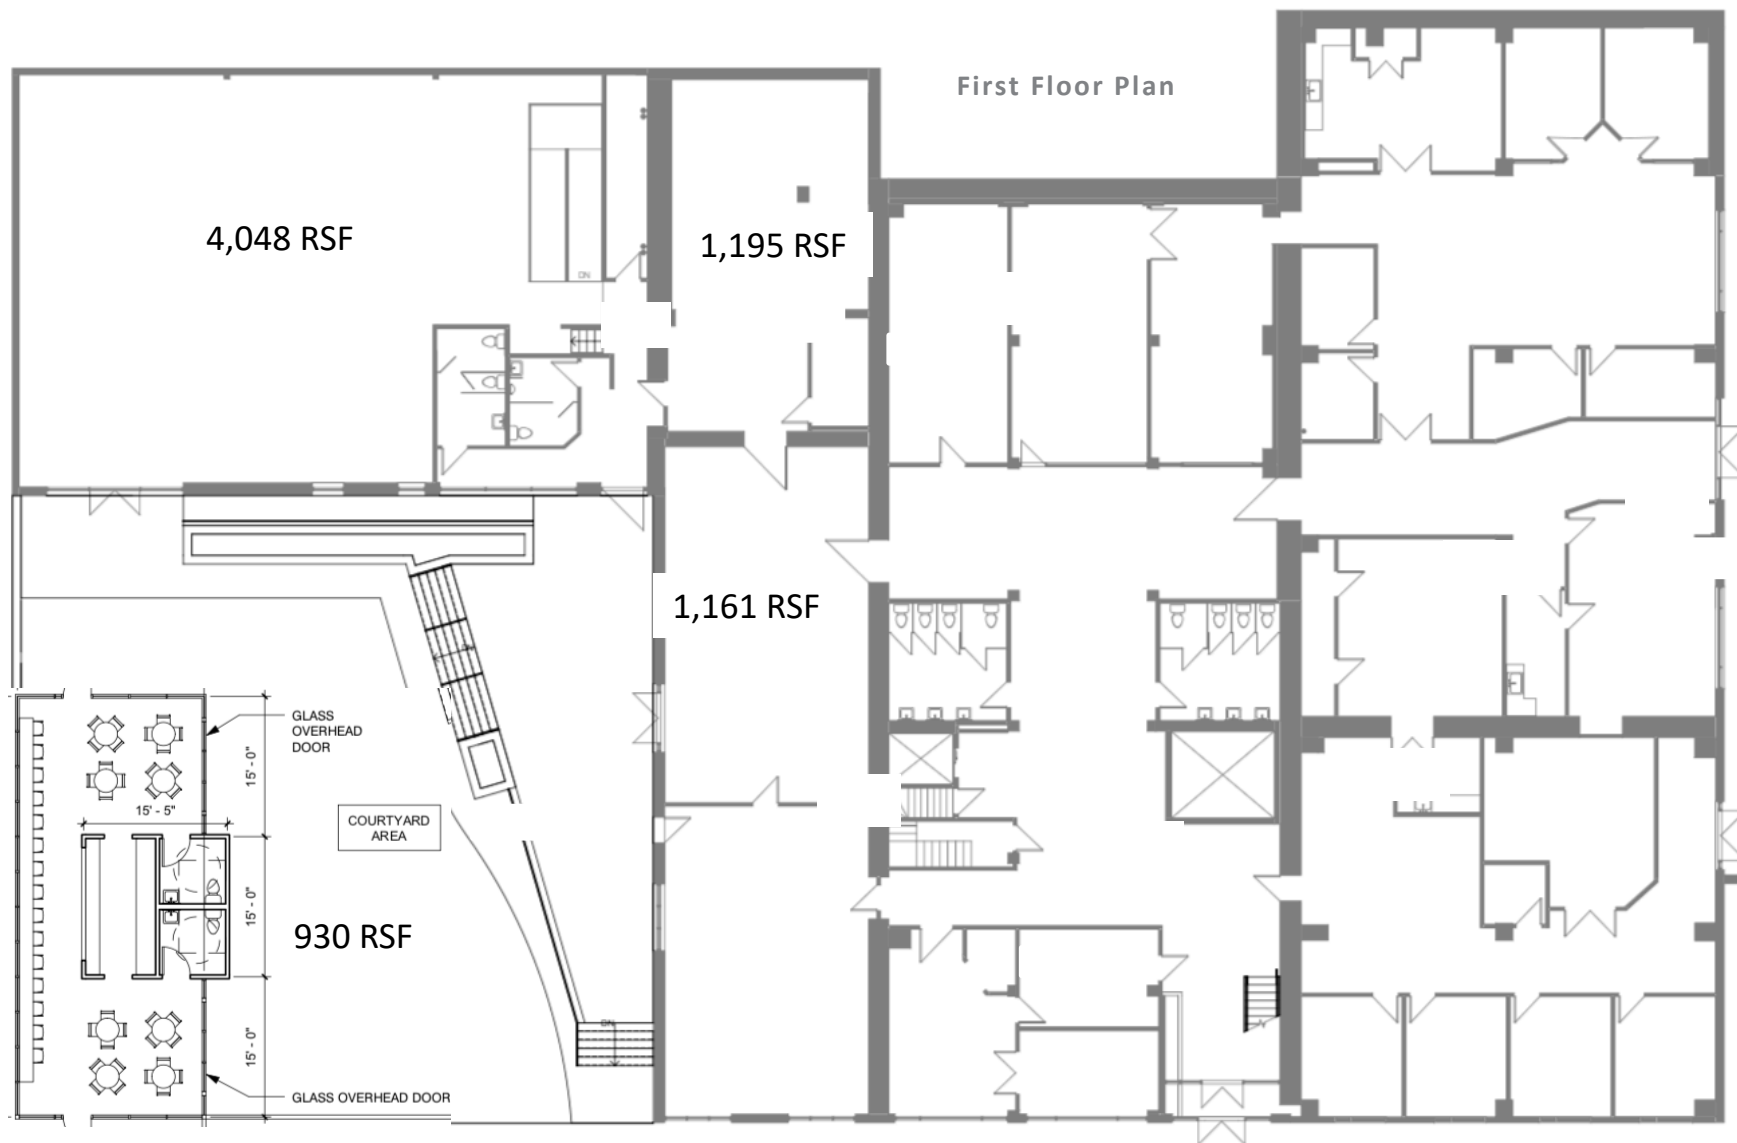 First Floor Plan
4,048 RSF
1,195 RSF
DN
1,161 RSF
GLASS
OVERHEAD
DOOR
15' - 0"
15' - 5"
COURTYARD
AREA
15' - 0"
930 RSF
15' - 0"
DN
GLASS OVERHEAD DOOR